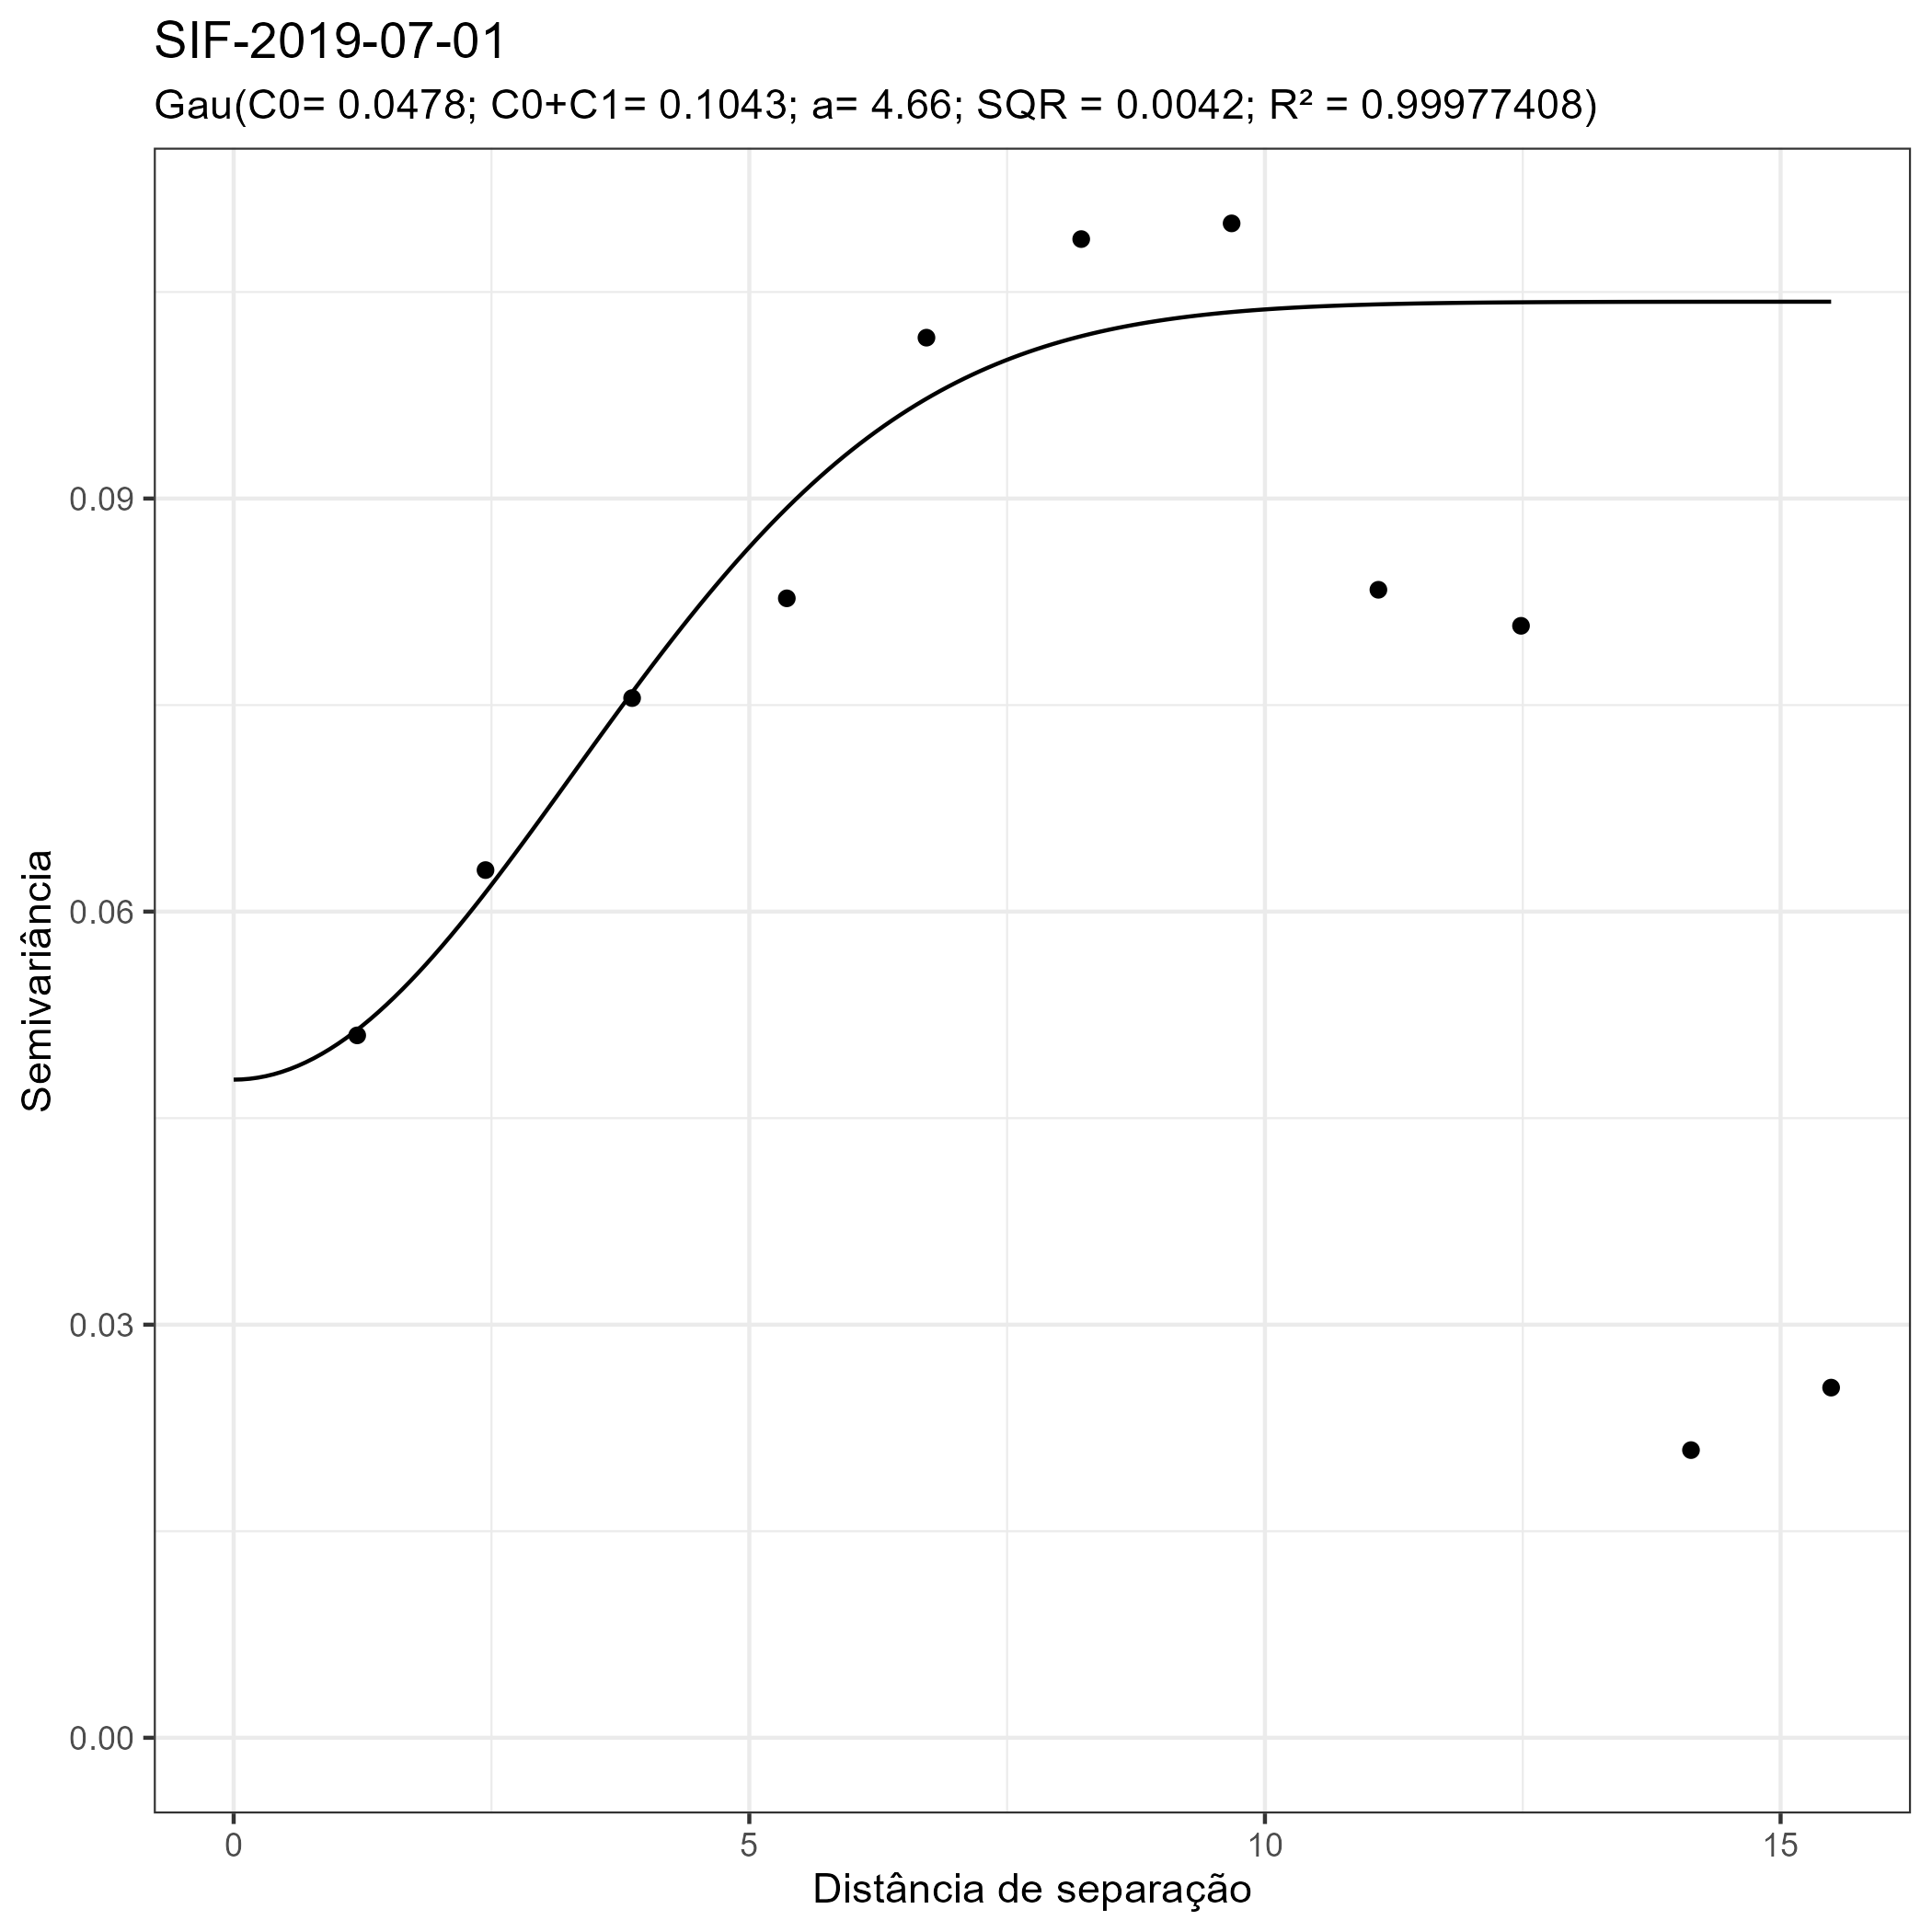 SIF-2019-07-01
Gau(C0= 0.0478; C0+C1= 0.1043; a= 4.66; SQR = 0.0042; R² = 0.99977408)
Semivariância
0.09
0.06
0.03
0.00
0
5
10
15
Distância de separação